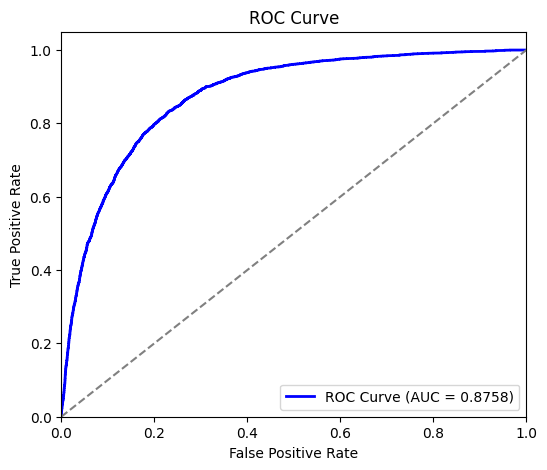 ROC Curve
True Positive Rate
1.0
0.8
0.6
0.4
0.2
0.0
0.0 0.2 0.4 0.6 0.8 1.0
False Positive Rate
ROC Curve (AUC = 0.8758)